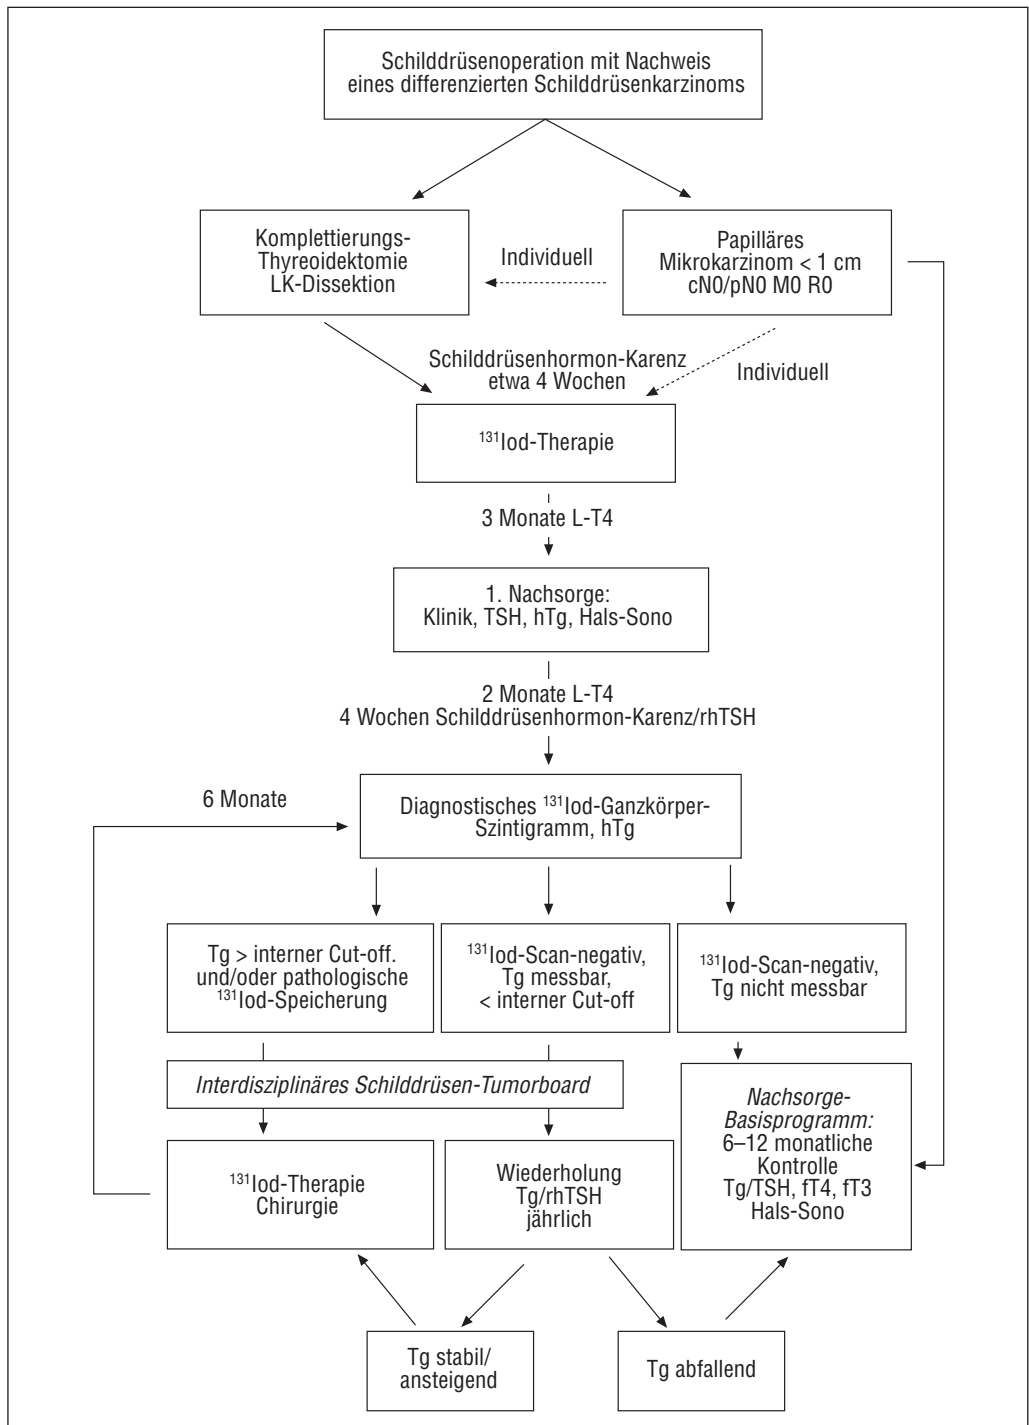 Schilddrüsenoperation mit Nachweis
eines differenzierten Schilddrüsenkarzinoms
Komplettierungs-
Thyreoidektomie
LK-Dissektion
Individuell
Papilläres
Mikrokarzinom < 1 cm
cN0/pN0 M0 R0
Schilddrüsenhormon-Karenz
etwa 4 Wochen
Individuell
¹³¹Iod-Therapie
3 Monate L-T4
1. Nachsorge:
Klinik, TSH, hTg, Hals-Sono
2 Monate L-T4
4 Wochen Schilddrüsenhormon-Karenz/rhTSH
6 Monate
Diagnostisches ¹³¹Iod-Ganzkörper-
Szintigramm, hTg
Tg > interner Cut-off.
und/oder pathologische
¹³¹Iod-Speicherung
¹³¹Iod-Scan-negativ,
Tg messbar,
< interner Cut-off
¹³¹Iod-Scan-negativ,
Tg nicht messbar
Interdisziplinäres Schilddrüsen-Tumorboard
¹³¹Iod-Therapie
Chirurgie
Wiederholung
Tg/rhTSH
jährlich
Nachsorge-
Basisprogramm:
6–12 monatliche
Kontrolle
Tg/TSH, fT4, fT3
Hals-Sono
Tg stabil/
ansteigend
Tg abfallend